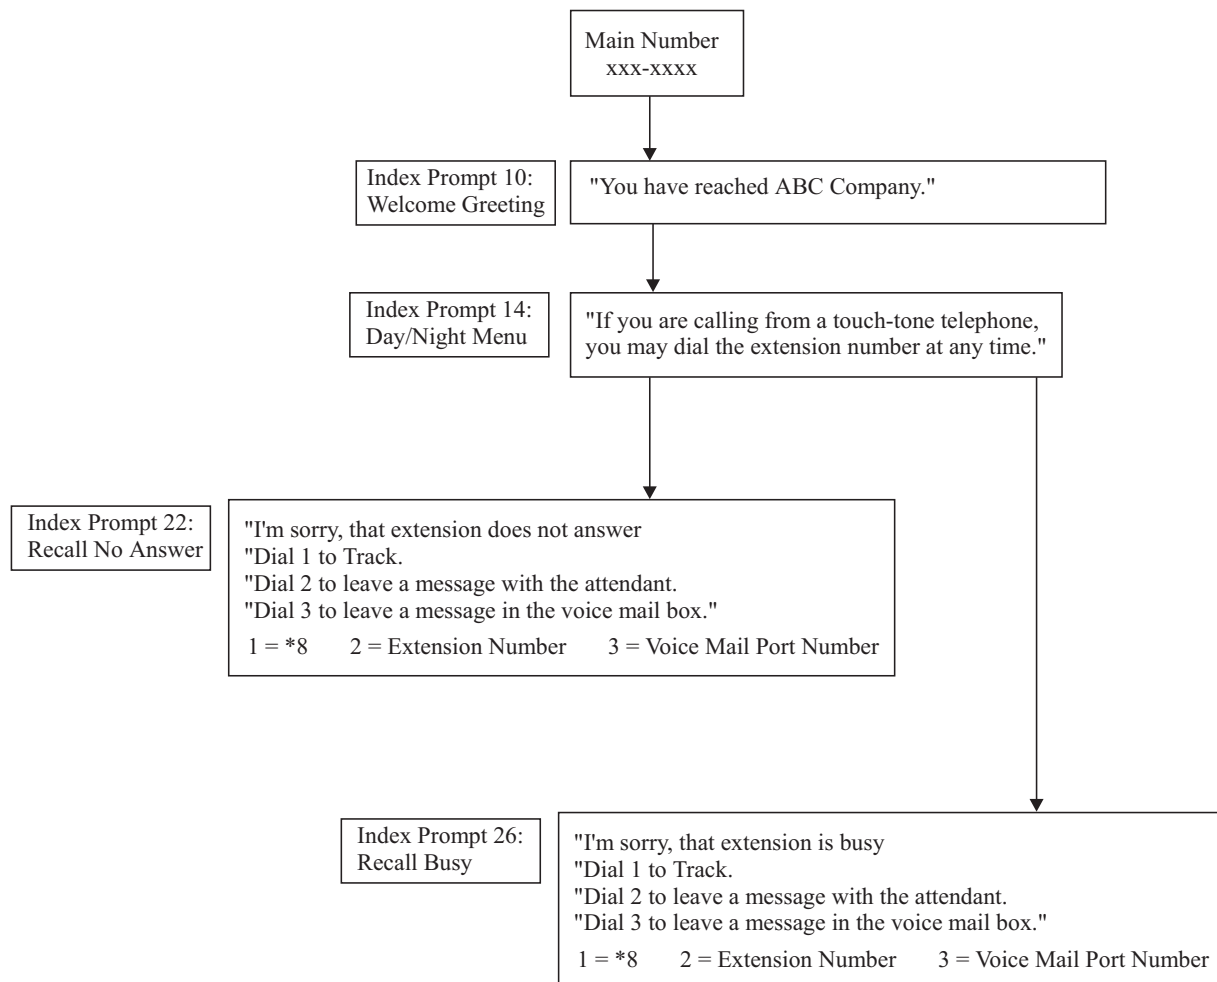 Main Number
xxx-xxxx
Index Prompt 10:
Welcome Greeting
"You have reached ABC Company."
Index Prompt 14:
Day/Night Menu
"If you are calling from a touch-tone telephone,
you may dial the extension number at any time."
Index Prompt 22:
Recall No Answer
"I'm sorry, that extension does not answer
"Dial 1 to Track.
"Dial 2 to leave a message with the attendant.
"Dial 3 to leave a message in the voice mail box."
1 = *8 2 = Extension Number 3 = Voice Mail Port Number
Index Prompt 26:
Recall Busy
"I'm sorry, that extension is busy
"Dial 1 to Track.
"Dial 2 to leave a message with the attendant.
"Dial 3 to leave a message in the voice mail box."
1 = *8 2 = Extension Number 3 = Voice Mail Port Number